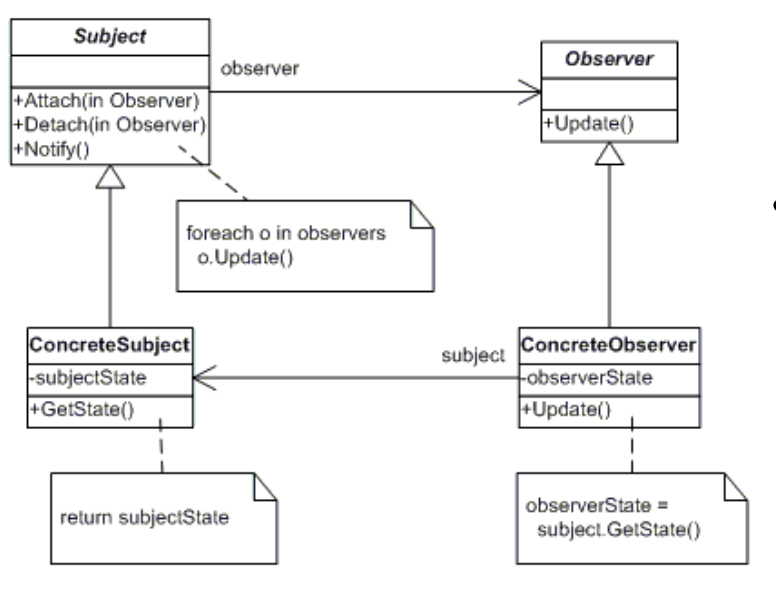 Subject
+Attach(in Observer)
+Detach(in Observer)
+Notify()
observer
Observer
+Update()
foreach o in observers
o.Update()
ConcreteSubject
-subjectState
+GetState()
subject
ConcreteObserver
-observerState
+Update()
return subjectState
observerState =
subject.GetState()